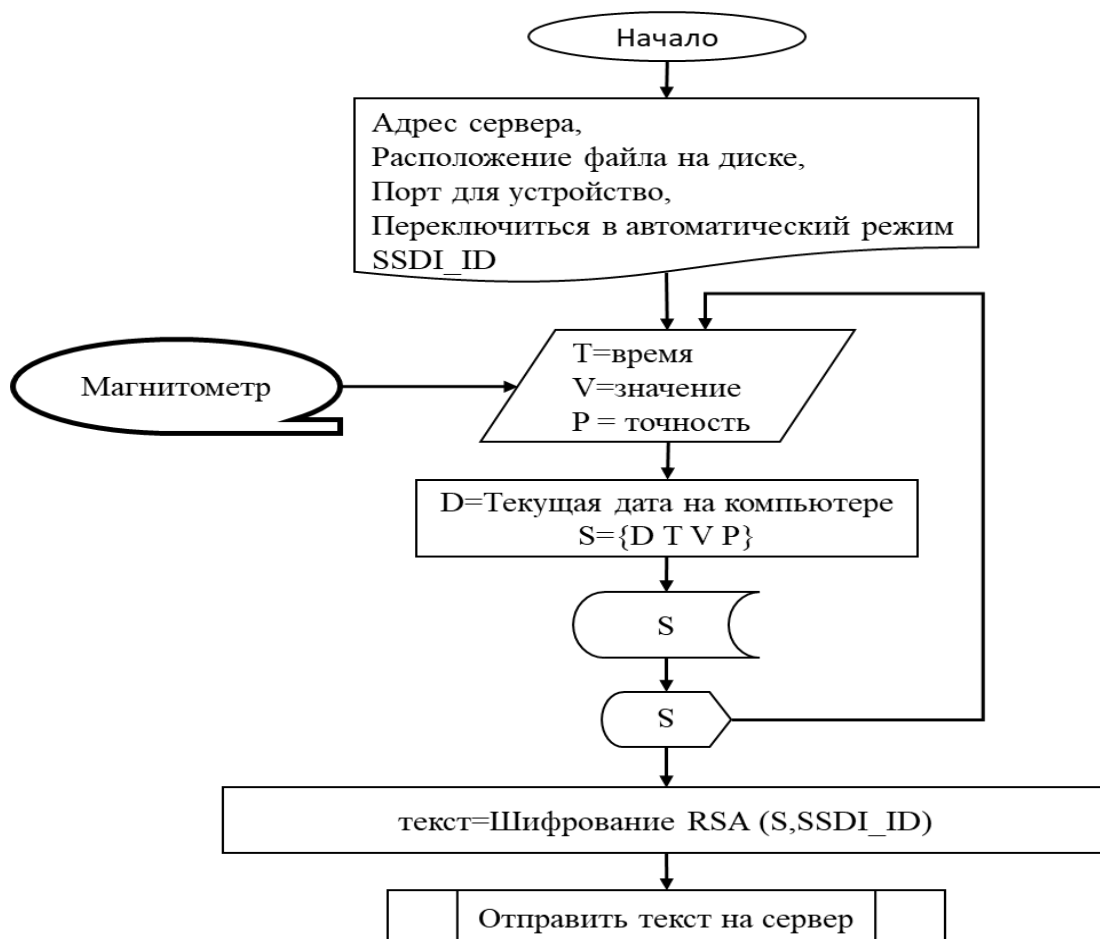 Начало
Адрес сервера,
Расположение файла на диске,
Порт для устройство,
Переключиться в автоматический режим
SSDI_ID
T=время
V=значение
P = точность
Магнитометр
D=Текущая дата на компьютере
S={D T V P}
S
S
текст=Шифрование RSA (S,SSDI_ID)
Отправить текст на сервер